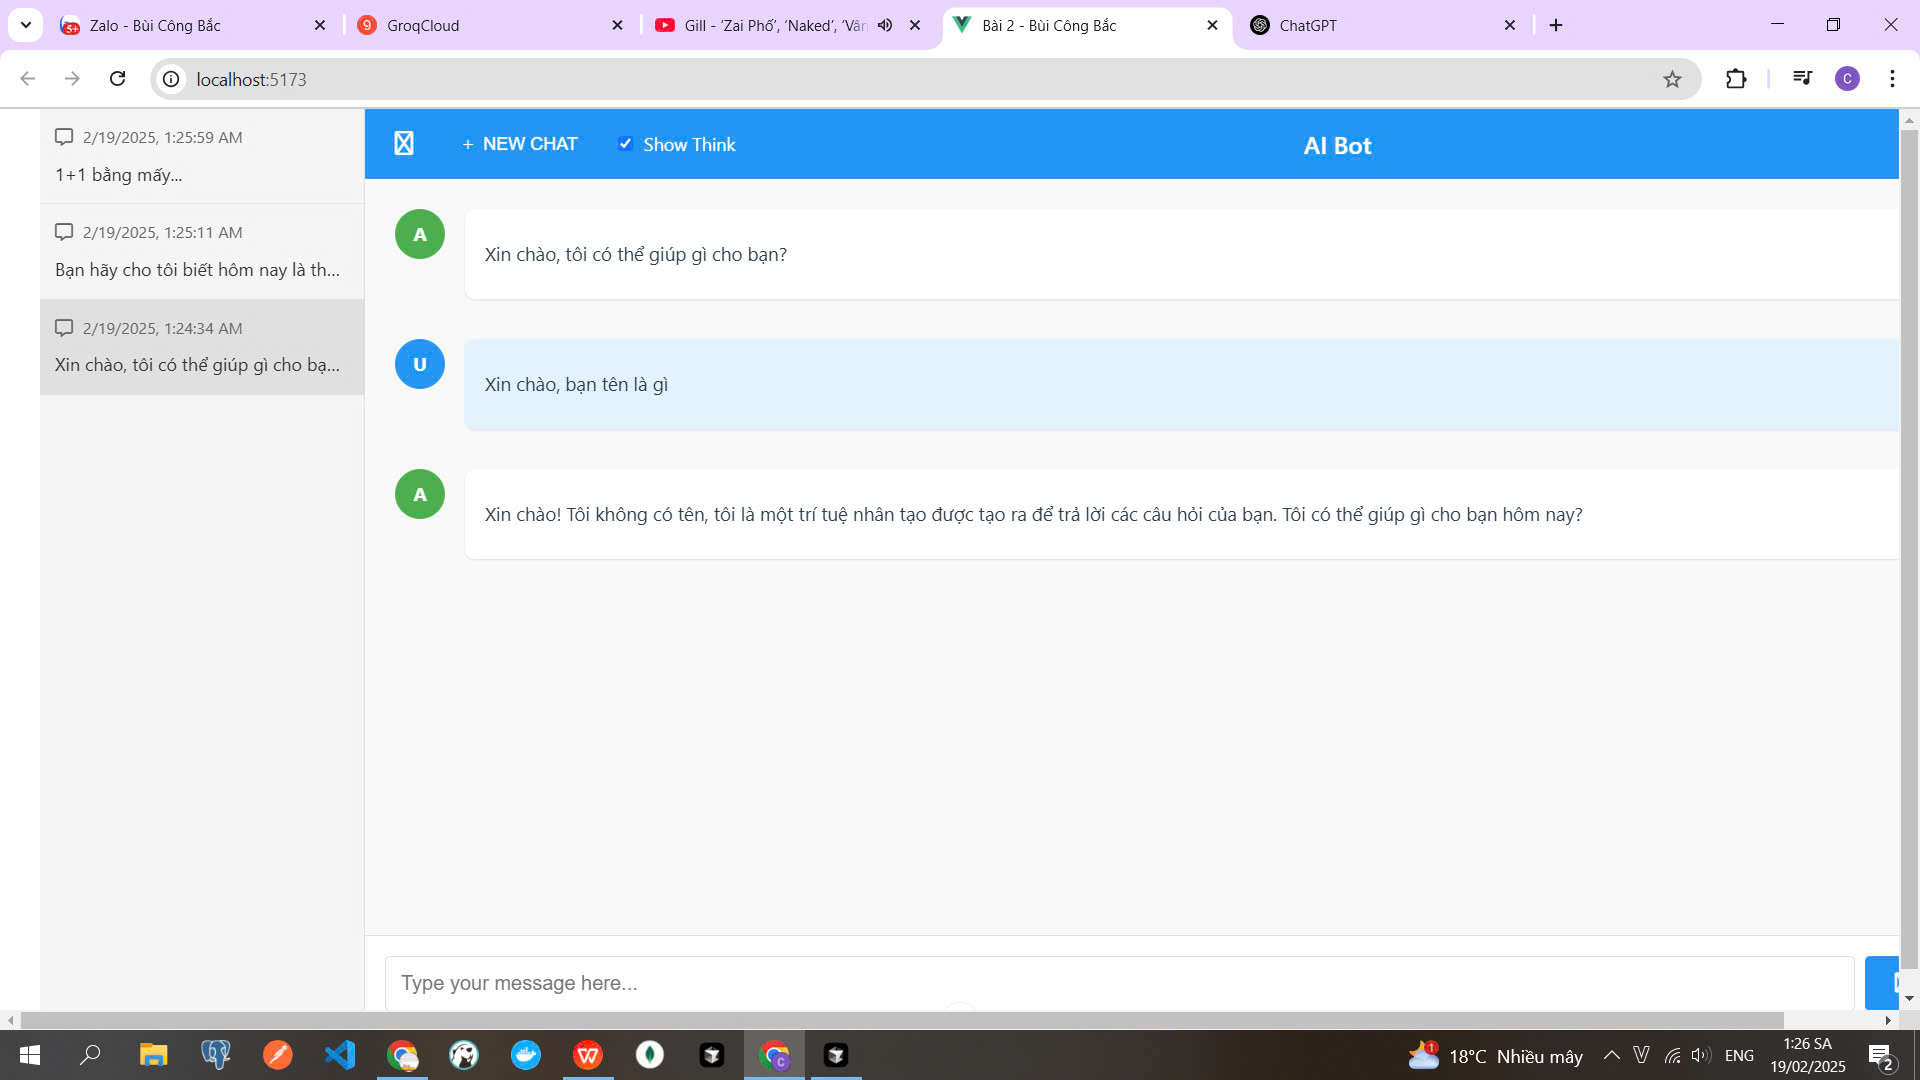 Zalo - Bùi Công Bắc
GroqCloud
Gill - ‘Zai Phố’, ‘Naked’, ‘Vân
Bài 2 - Bùi Công Bắc
ChatGPT
localhost:5173
C
2/19/2025, 1:25:59 AM
1+1 bằng mấy...
2/19/2025, 1:25:11 AM
Bạn hãy cho tôi biết hôm nay là th...
2/19/2025, 1:24:34 AM
Xin chào, tôi có thể giúp gì cho bạ...
+ NEW CHAT
Show Think
AI Bot
A
Xin chào, tôi có thể giúp gì cho bạn?
U
Xin chào, bạn tên là gì
A
Xin chào! Tôi không có tên, tôi là một trí tuệ nhân tạo được tạo ra để trả lời các câu hỏi của bạn. Tôi có thể giúp gì cho bạn hôm nay?
Type your message here...
1
18°C Nhiều mây
V
ENG
1:26 SA
19/02/2025
2